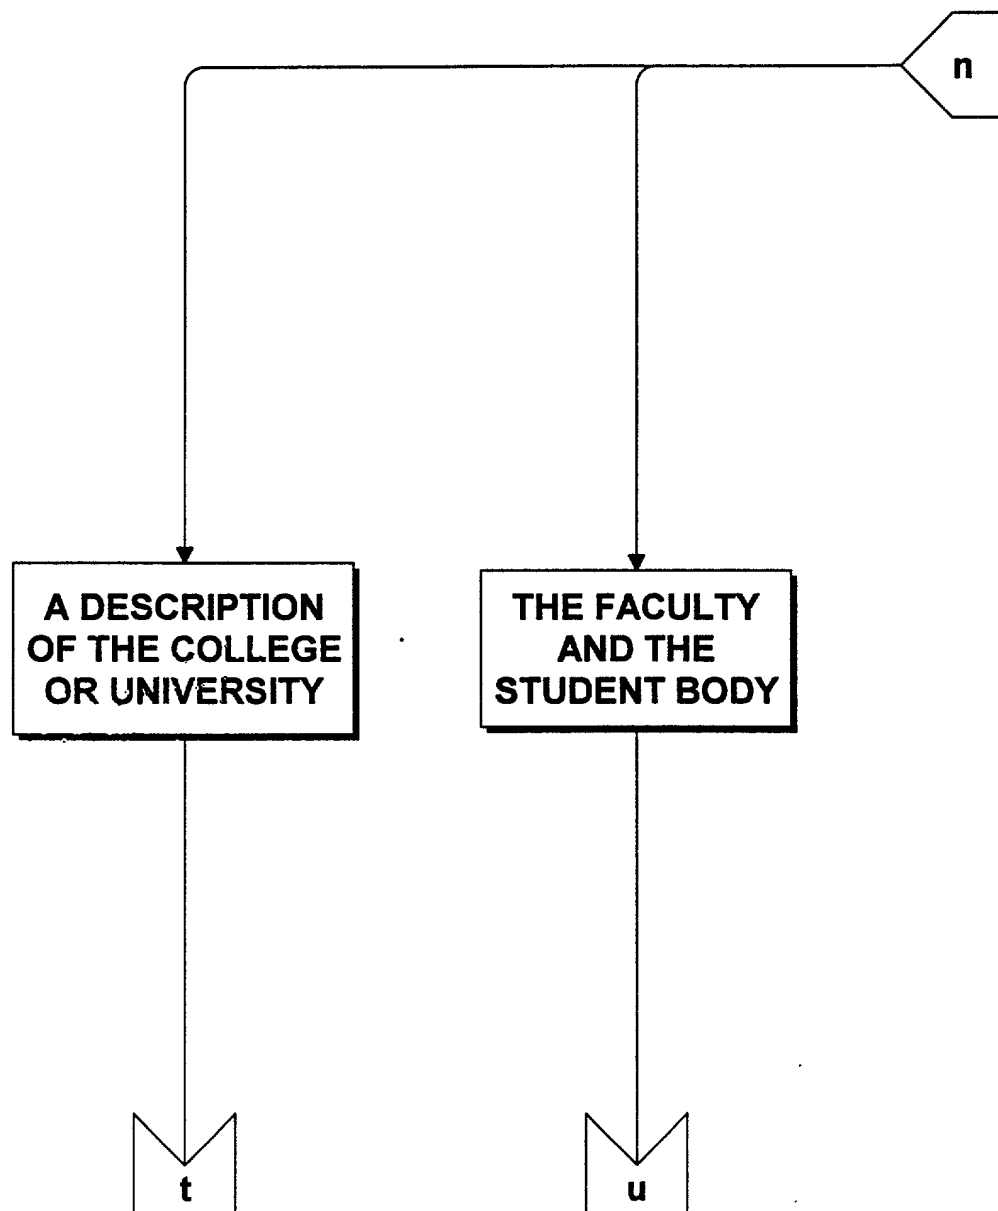 n
A DESCRIPTION
OF THE COLLEGE
OR UNIVERSITY
THE FACULTY
AND THE
STUDENT BODY
t
u